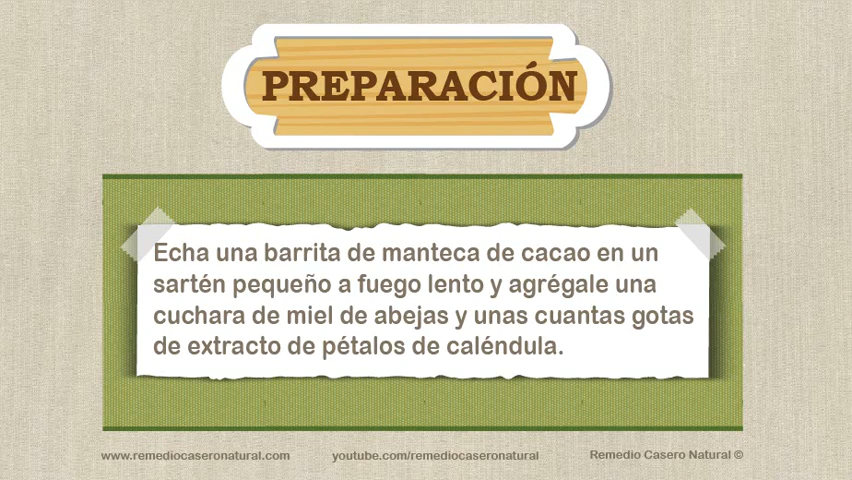 PREPARACIÓN
Echa una barrita de manteca de cacao en un
sartén pequeño a fuego lento y agrégale una
cuchara de miel de abejas y unas cuantas gotas
de extracto de pétalos de caléndula.
www.remediocaseronatural.com youtube.com/remediocaseronatural Remedio Casero Natural ©